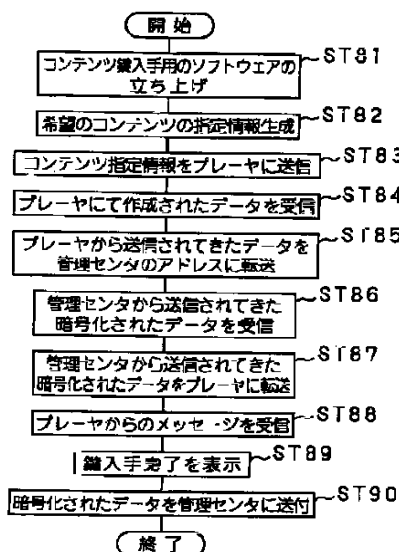 開始
コンテンツ鍵入手用のソフトウェアの
立ち上げ
ST81
希望のコンテンツの指定情報生成
ST82
コンテンツ指定情報をプレーヤに送信
ST83
プレーヤにて作成されたデータを受信
ST84
プレーヤから送信されてきたデータを
管理センタのアドレスに転送
ST85
管理センタから送信されてきた
暗号化されたデータを受信
ST86
管理センタから送信されてきた
暗号化されたデータをプレーヤに転送
ST87
プレーヤからのメッセージを受信
ST88
鍵入手完了を表示
ST89
暗号化されたデータを管理センタに送付
ST90
終了